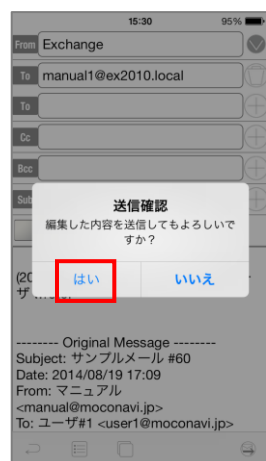 15:30 95%
From Exchange
To manual1@ex2010.local
To
Cc
Bcc
Sub
送信確認
編集した内容を送信してもよろしいで
すか?
はい いいえ
(20
ザ
-------- Original Message --------
Subject: サンプルメール #60
Date: 2014/08/19 17:09
From: マニュアル
<manual@moconavi.jp>
To: ユーザ#1 <user1@moconavi.jp>